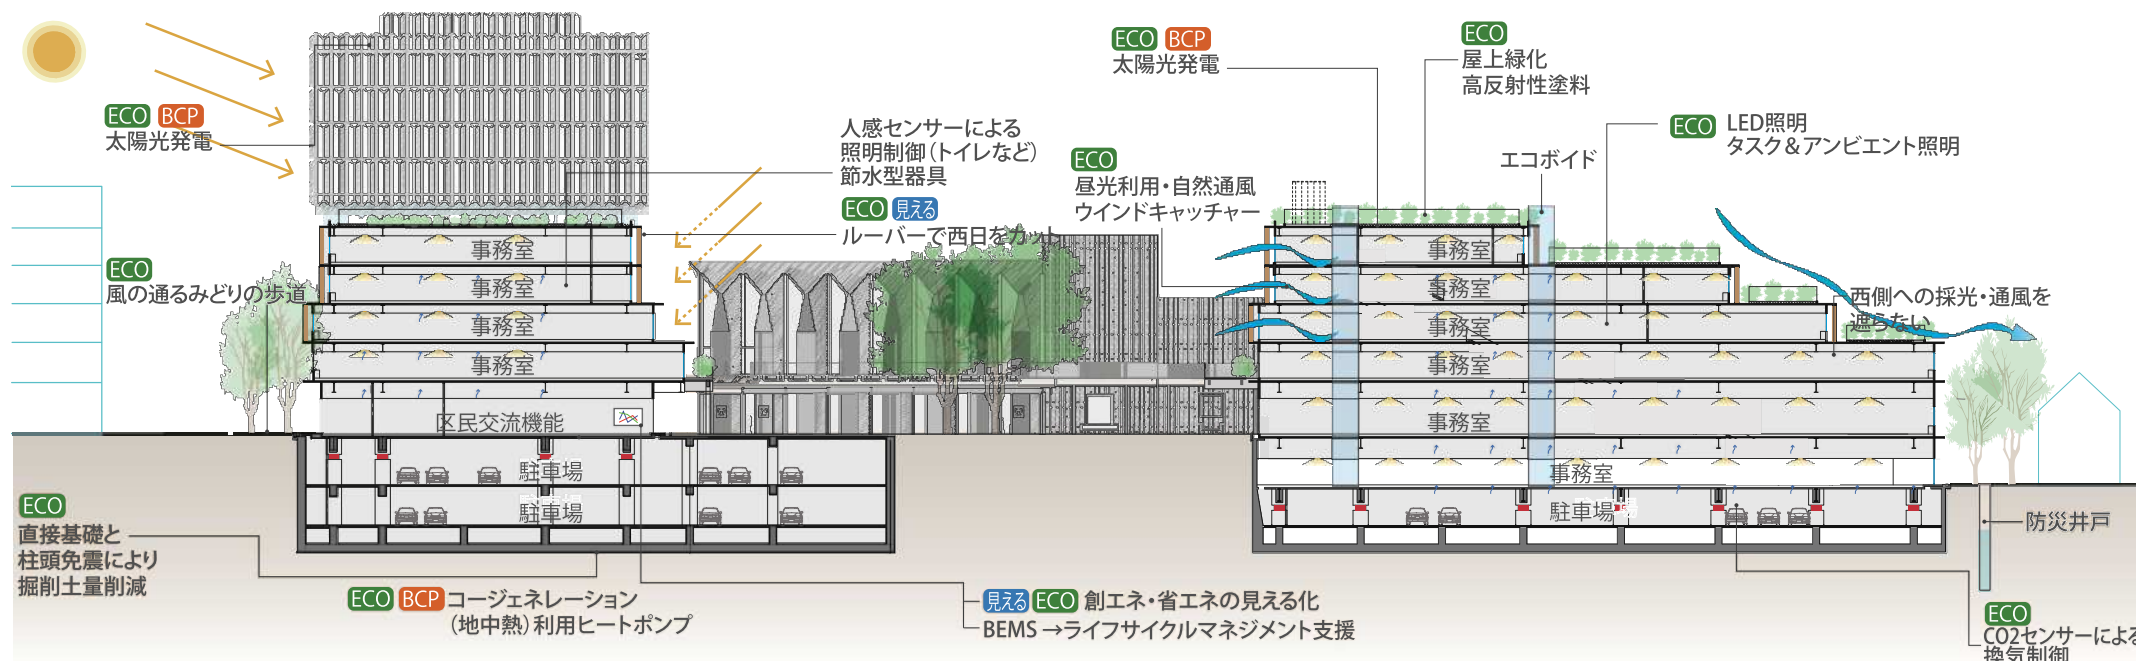 ECO BCP
太陽光発電
ECO
風の通るみどりの歩道
人感センサーによる
照明制御(トイレなど)
節水型器具
ECO 見える
ルーバーで西日をカット
ECO
昼光利用・自然通風
ウインドキャッチャー
ECO BCP
太陽光発電
ECO
屋上緑化
高反射性塗料
エコボイド
ECO LED照明
タスク&アンビエント照明
西側への採光・通風を
遮らない
事務室
事務室
事務室
事務室
区民交流機能
駐車場
駐車場
事務室
事務室
事務室
事務室
事務室
事務室
駐車場
防災井戸
ECO
直接基礎と
柱頭免震により
掘削土量削減
ECO BCP コージェネレーション
(地中熱)利用ヒートポンプ
見える ECO 創エネ・省エネの見える化
BEMS→ライフサイクルマネジメント支援
ECO
CO2センサーによる
換気制御